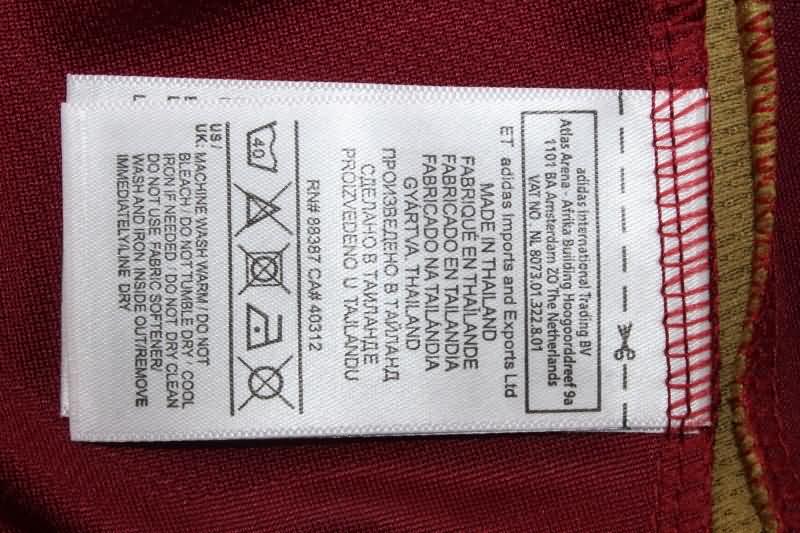 adidas International Trading BV
Atlas Arena - Afrika Building Hoogoorddreef 9a
1101 BA Amsterdam ZO The Netherlands
VAT NO. : NL 8073.01.322.8.01
ET adidas Imports and Exports Ltd
MADE IN THAILAND
FABRIQUÉ EN THAÏLANDE
FABRICADO EN TAILANDIA
FABRICADO NA TAILÂNDIA
GYÁRTVA: THAIFÖLD
ПРОИЗВЕДЕНО В ТАЙЛАНД
СДЕЛАНО В ТАИЛАНДЕ
PROIZVEDENO U TAJLANDU
RN# 88387 CA# 40312
40
US /
UK: MACHINE WASH WARM / DO NOT
BLEACH / DO NOT TUMBLE DRY / COOL
IRON IF NEEDED / DO NOT DRY CLEAN
DO NOT USE FABRIC SOFTENER/
WASH AND IRON INSIDE OUT/REMOVE
IMMEDIATELY/LINE DRY